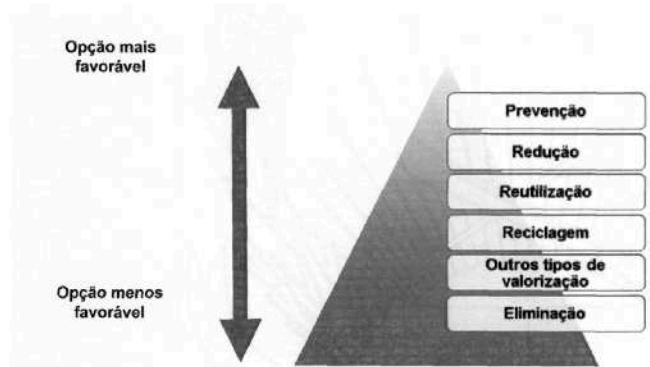 Opção mais
favorável
Prevenção
Redução
Reutilização
Reciclagem
Outros tipos de
valorização
Opção menos
favorável
Eliminação